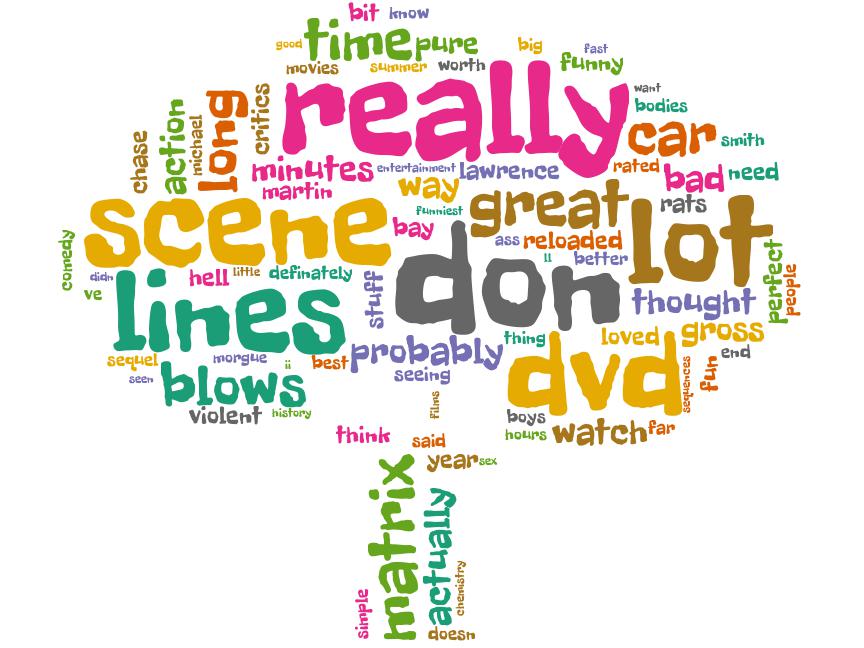 bit know
good time pure big fast
movies summer worth funny
really want
bodies
chase action michael long critics car smith
minutes entertainment lawrence rated bad need
martin way rats
scene funniest great lot
comedy bay ass reloaded perfect people
didn hell little definately stuff don ll better
ve lines thought
thing loved gross
sequel morgue ii best probably end
seen blows seeing dvd sequences fun
violent history films boys
think said hours watch far
year sex
matrix actually
simple chemistry
doesn